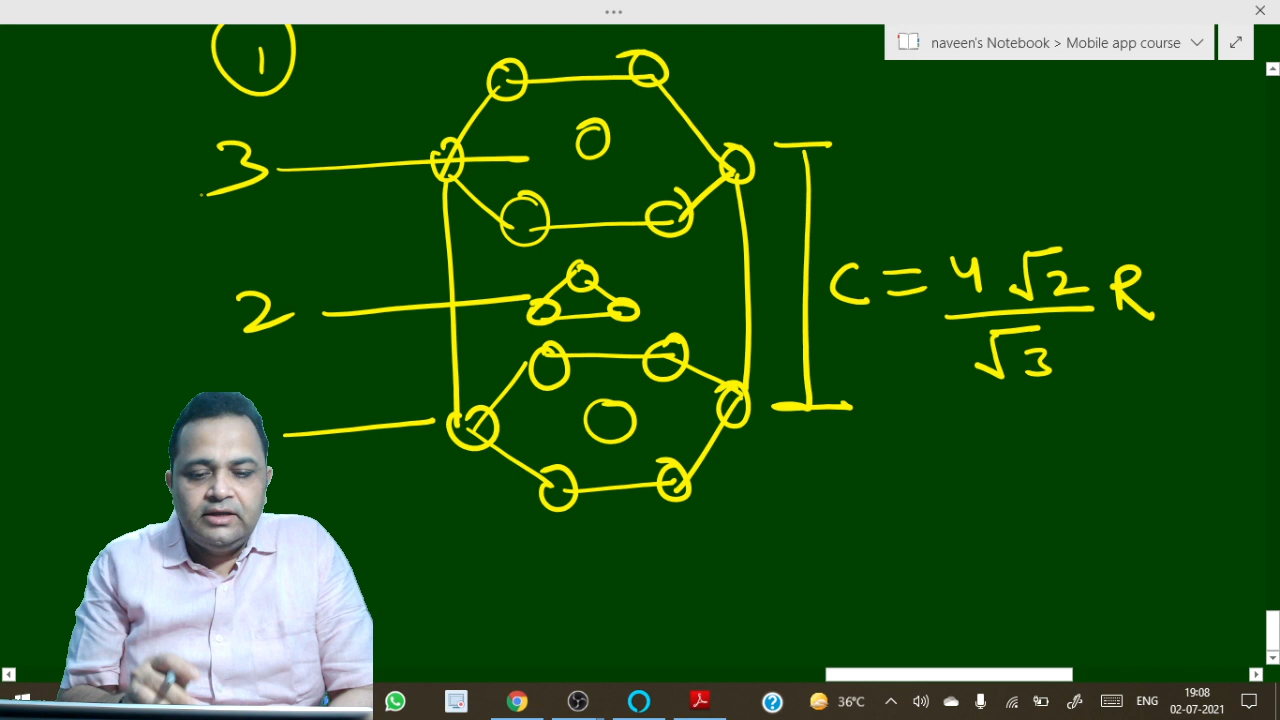 naveen's Notebook > Mobile app course
1
3
2
C = 4√2/√3 R
36°C
ENG
19:08
02-07-2021